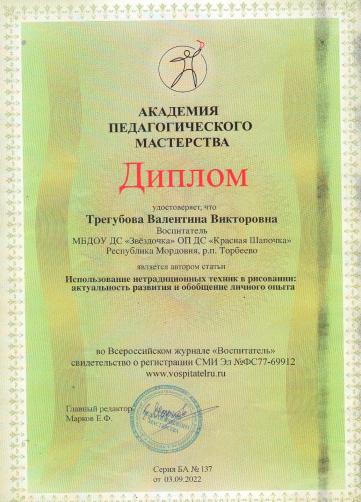 АКАДЕМИЯ
ПЕДАГОГИЧЕСКОГО
МАСТЕРСТВА
Диплом
удостоверяет, что
Трегубова Валентина Викторовна
Воспитатель
МБДОУ ДС «Звёздочка» ОП ДС «Красная Шапочка»
Республика Мордовия, р.п. Торбеево
является автором статьи
Использование нетрадиционных техник в рисовании:
актуальность развития и обобщение личного опыта
во Всероссийском журнале «Воспитатель»
свидетельство о регистрации СМИ Эл №ФС77-69912
www.vospitatelru.ru
Главный редактор
Марков Е.Ф.
Серия БА № 137
от 03.09.2022